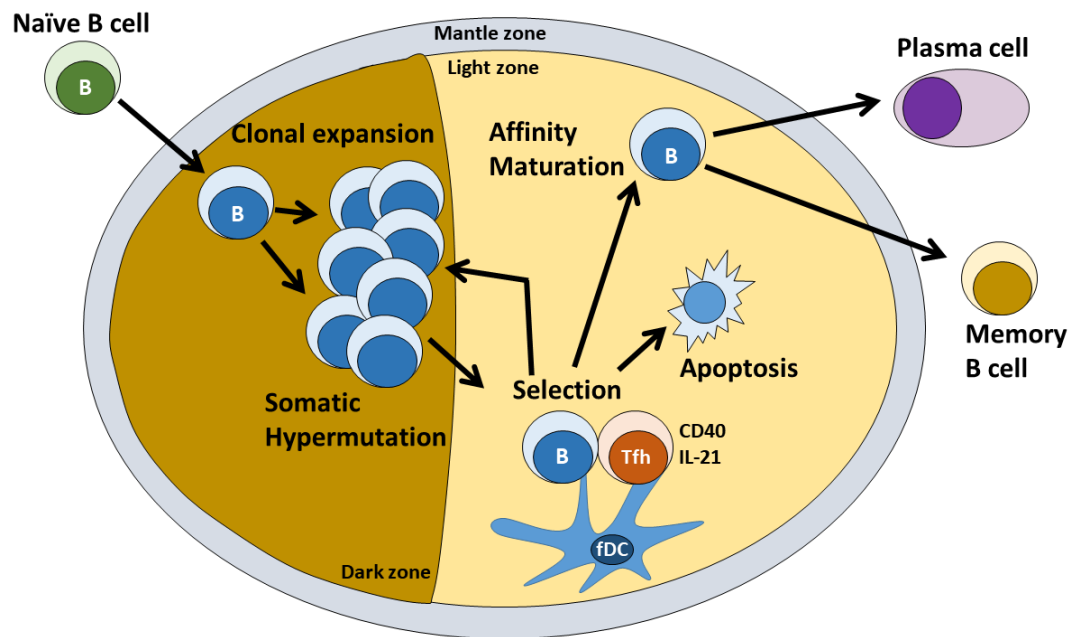 Naïve B cell
B
Mantle zone
Light zone
Plasma cell
Clonal expansion
B
Affinity
Maturation
B
Memory
B cell
Apoptosis
Selection
Somatic
Hypermutation
B
Tfh
CD40
IL-21
fDC
Dark zone